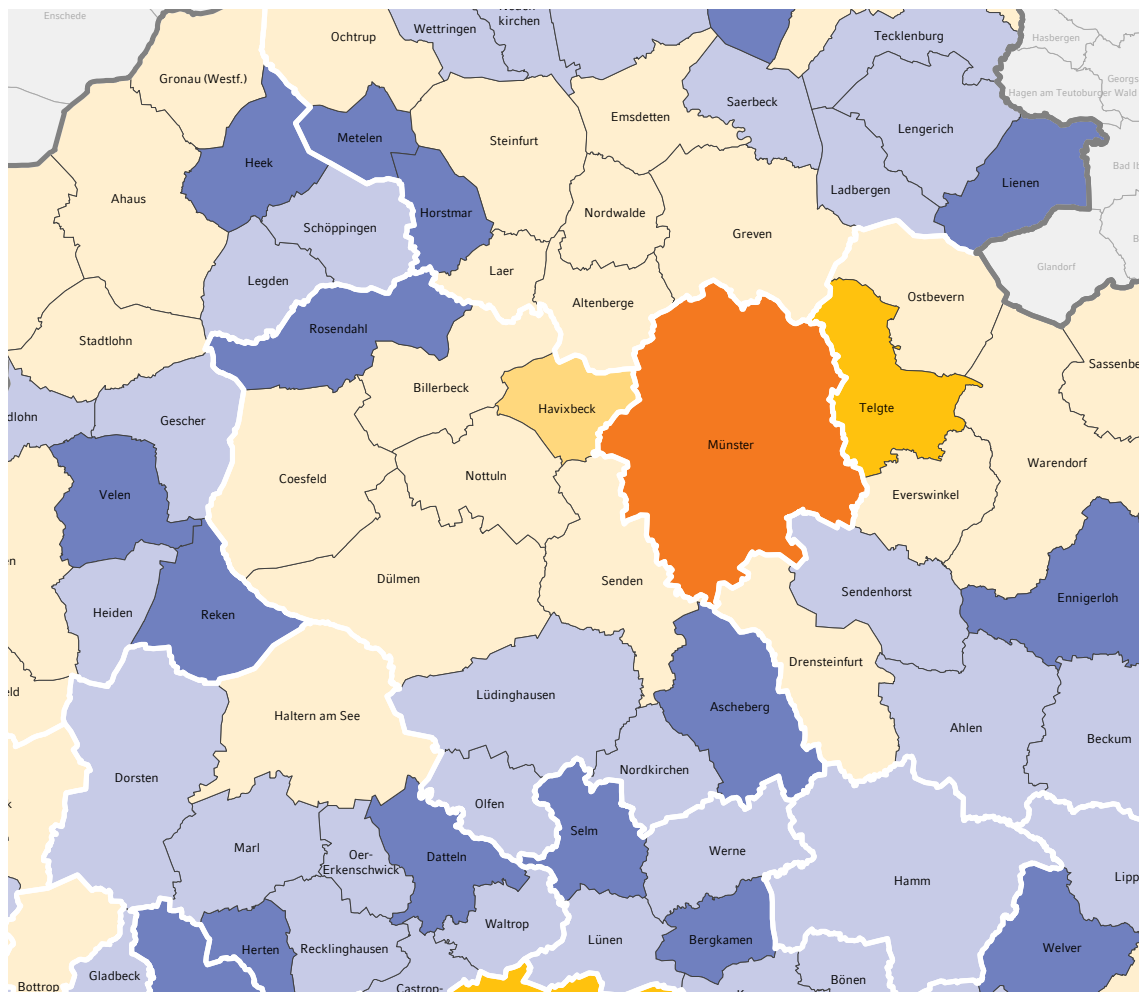 Enschede
Ochtrup
Wettringen
kirchen
Tecklenburg
Hasbergen
Georgs
Hagen am Teutoburger Wald
Gronau (Westf.)
Saerbeck
Emsdetten
Lengerich
Metelen
Steinfurt
Heek
Bad Ib
Lienen
Ladbergen
Ahaus
Horstmar
Nordwalde
Schöppingen
Greven
B
Glandorf
Laer
Legden
Ostbevern
Altenberge
Rosendahl
Stadtlohn
Sassenbe
Billerbeck
Havixbeck
Telgte
dlohn
Gescher
Münster
Warendorf
Nottuln
Coesfeld
Velen
Everswinkel
en
Dülmen
Senden
Sendenhorst
Ennigerloh
Heiden
Reken
Drensteinfurt
eld
Lüdinghausen
Ascheberg
Haltern am See
Ahlen
Beckum
Nordkirchen
Dorsten
k
Olfen
Selm
Marl
Oer-
Erkenschwick
Datteln
Werne
Hamm
Lipp
Waltrop
Lünen
Bergkamen
Herten
Recklinghausen
Welver
Gladbeck
Bönen
Bottrop
Castrop-